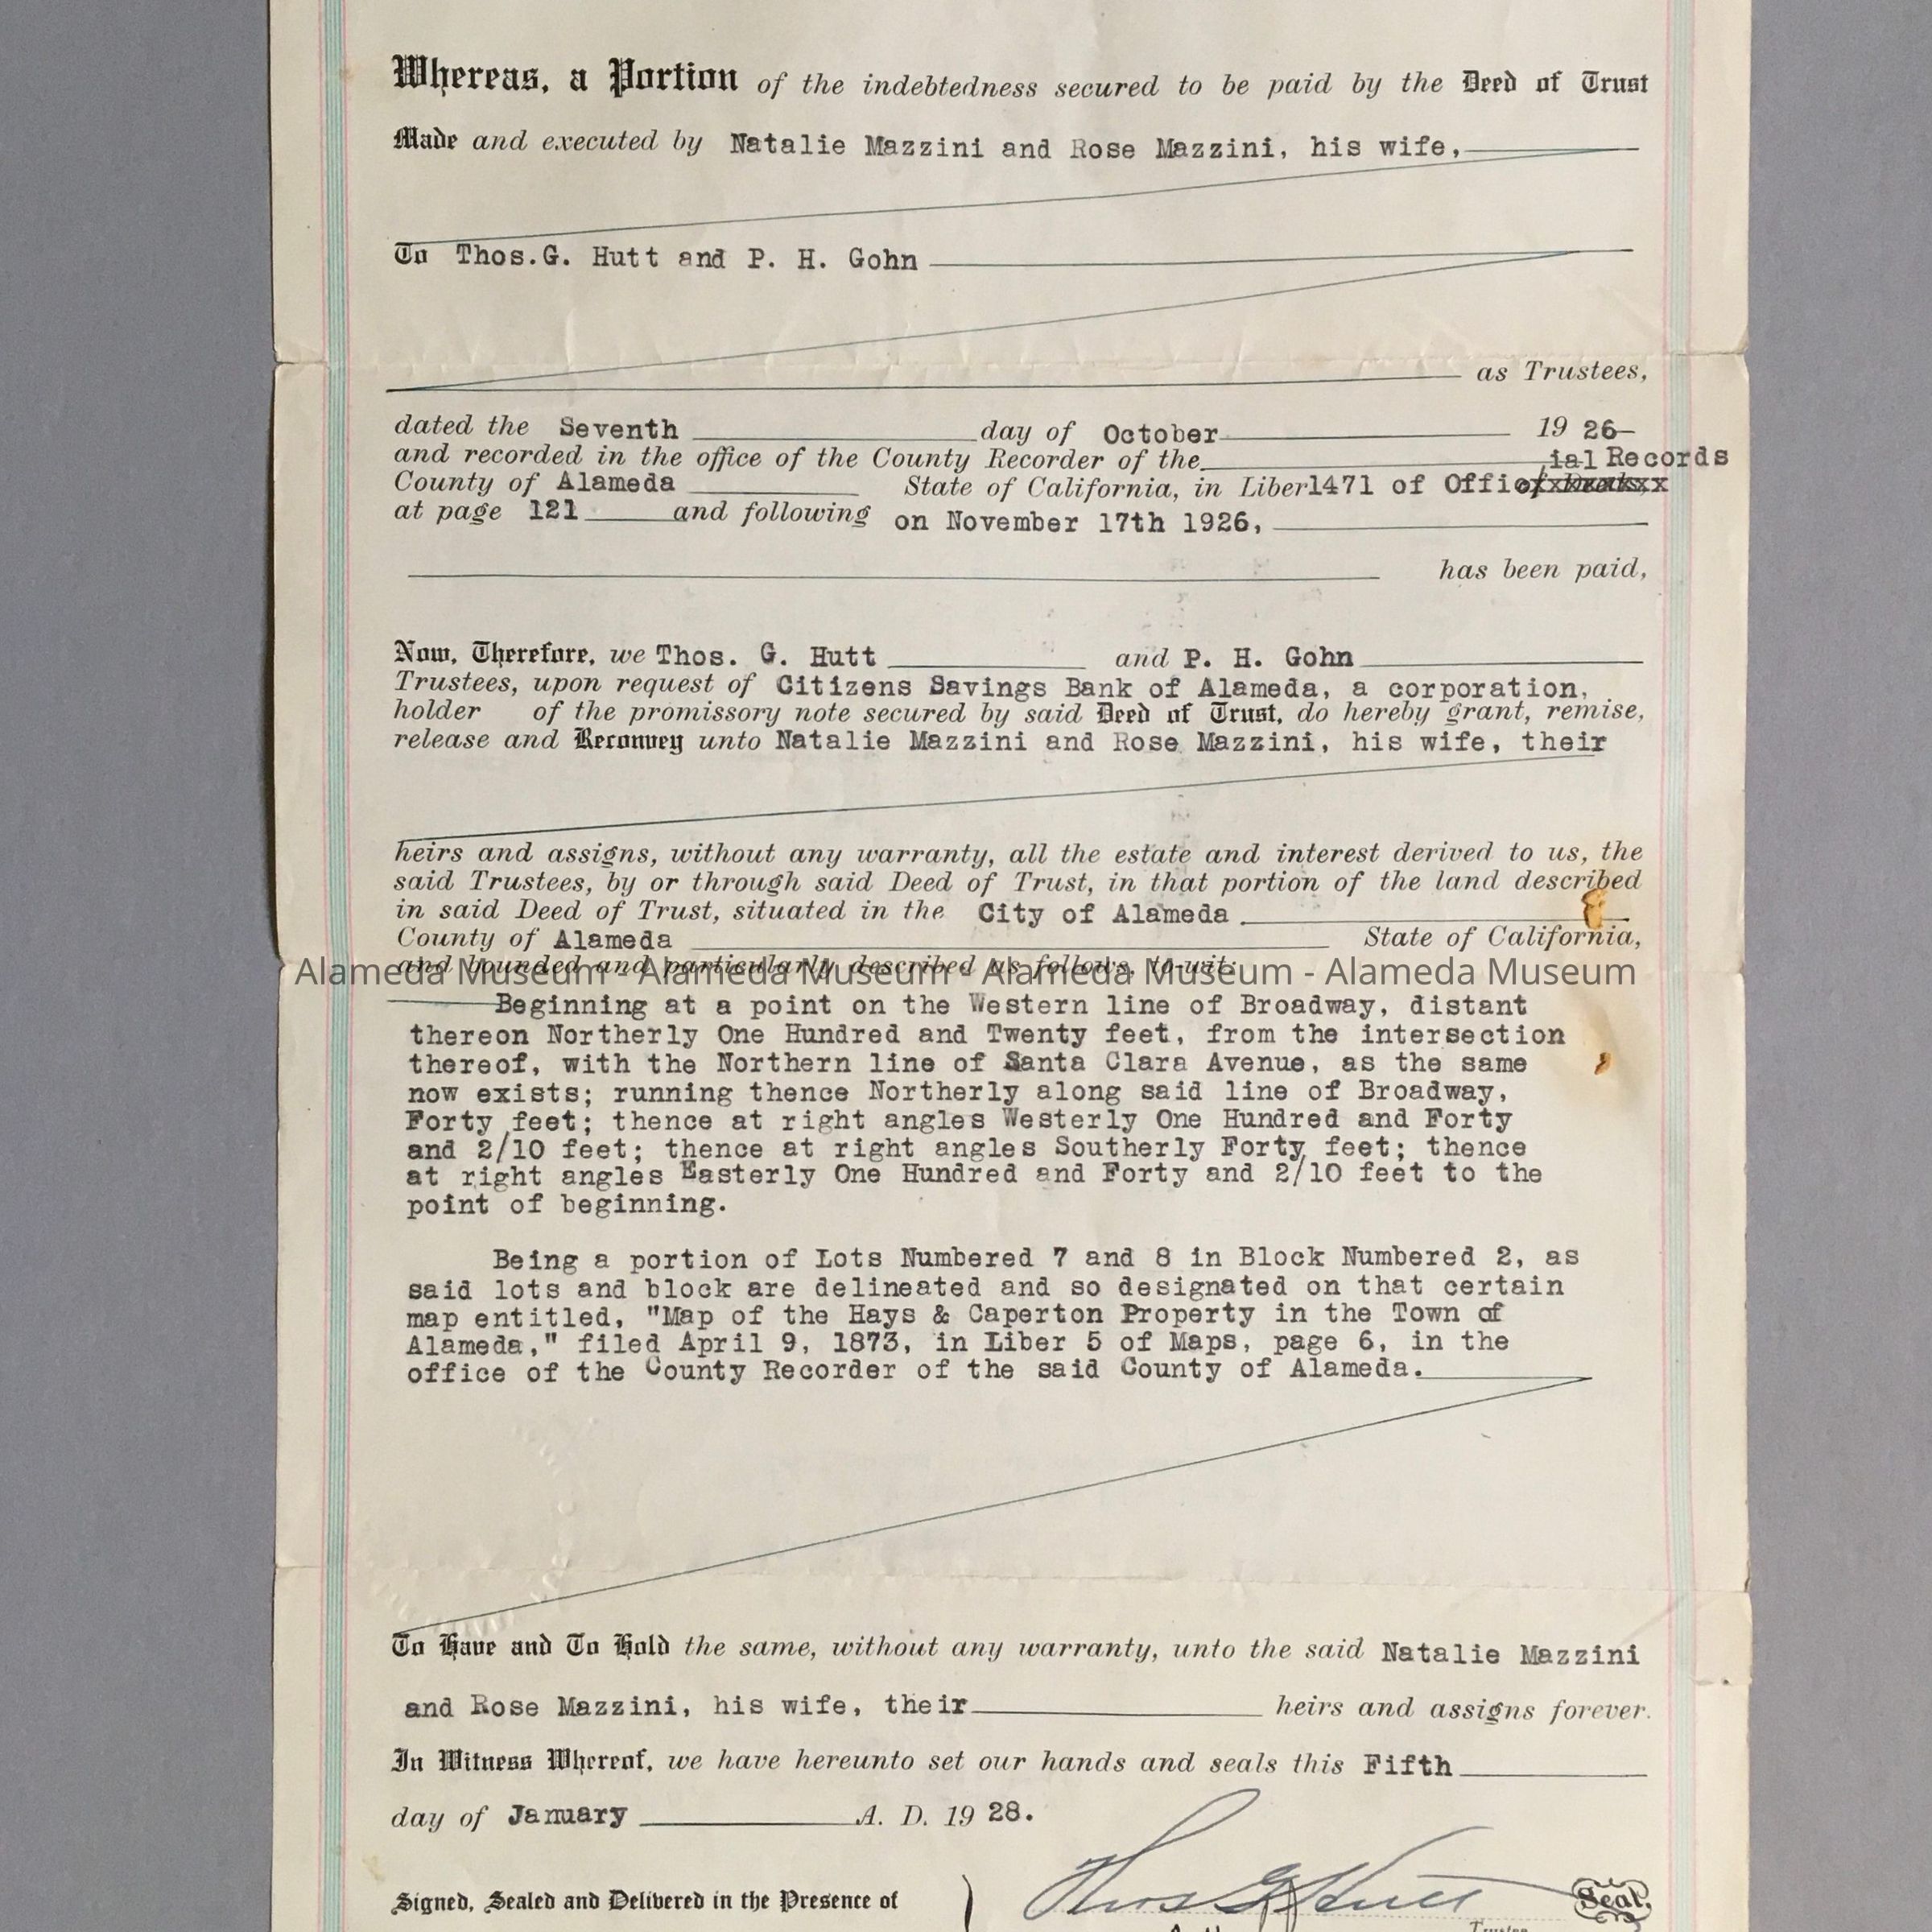 Whereas, a Portion of the indebtedness secured to be paid by the Deed of Trust
Made and executed by Natalie Mazzini and Rose Mazzini, his wife,
To Thos.G. Hutt and P. H. Gohn
as Trustees,
dated the Seventh day of October 19 26
and recorded in the office of the County Recorder of the ial Records
County of Alameda State of California, in Liber 1471 of Offic
at page 121 and following on November 17th 1926,
has been paid,
Now, Therefore, we Thos. G. Hutt and P. H. Gohn
Trustees, upon request of Citizens Savings Bank of Alameda, a corporation,
holder of the promissory note secured by said Deed of Trust, do hereby grant, remise,
release and Reconvey unto Natalie Mazzini and Rose Mazzini, his wife, their
heirs and assigns, without any warranty, all the estate and interest derived to us, the
said Trustees, by or through said Deed of Trust, in that portion of the land described
in said Deed of Trust, situated in the City of Alameda
County of Alameda State of California,
and bounded and particularly described as follows, to-wit:
Alameda Museum - Alameda Museum - Alameda Museum - Alameda Museum
Beginning at a point on the Western line of Broadway, distant
thereon Northerly One Hundred and Twenty feet, from the intersection
thereof, with the Northern line of Santa Clara Avenue, as the same
now exists; running thence Northerly along said line of Broadway,
Forty feet; thence at right angles Westerly One Hundred and Forty
and 2/10 feet; thence at right angles Southerly Forty feet; thence
at right angles Easterly One Hundred and Forty and 2/10 feet to the
point of beginning.
Being a portion of Lots Numbered 7 and 8 in Block Numbered 2, as
said lots and block are delineated and so designated on that certain
map entitled, "Map of the Hays & Caperton Property in the Town of
Alameda," filed April 9, 1873, in Liber 5 of Maps, page 6, in the
office of the County Recorder of the said County of Alameda.
To Have and To Hold the same, without any warranty, unto the said Natalie Mazzini
and Rose Mazzini, his wife, their heirs and assigns forever.
In Witness Whereof, we have hereunto set our hands and seals this Fifth
day of January A. D. 19 28.
Thos G Hutt
Signed, Sealed and Delivered in the Presence of Seal.
Trustee